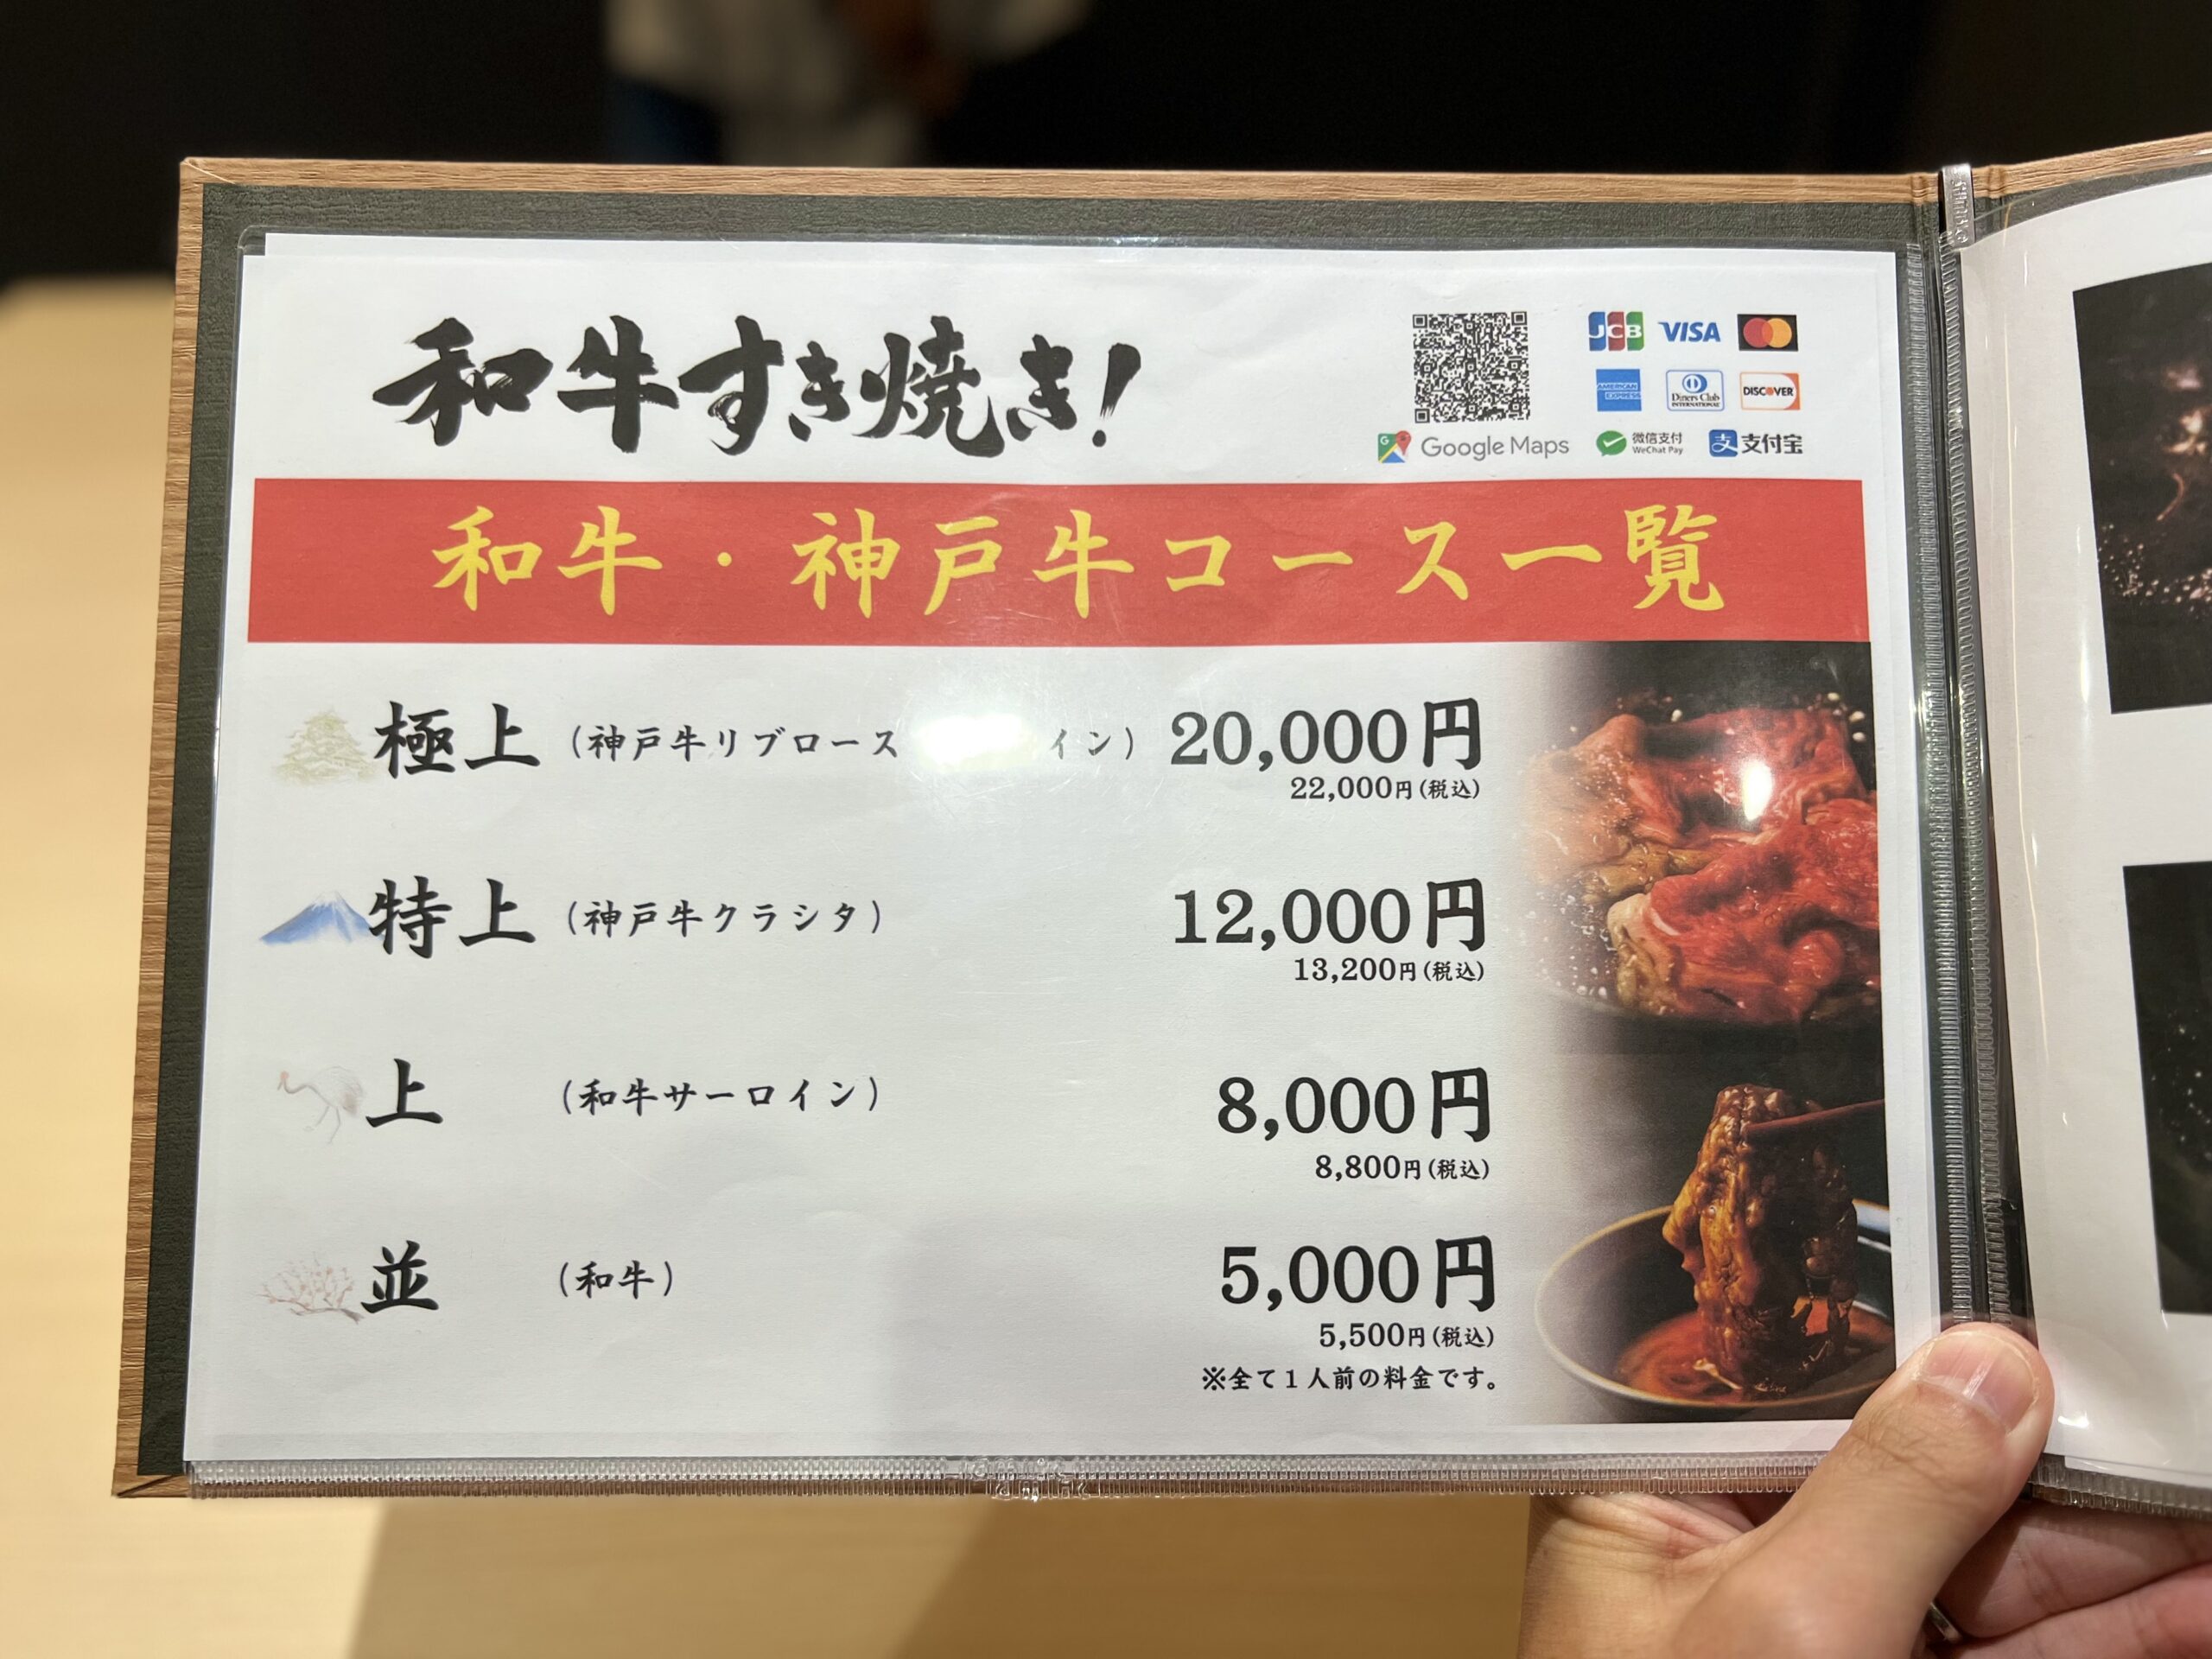 和牛すき焼き!
JCB VISA
AMERICAN EXPRESS Diners Club INTERNATIONAL DISCOVER
Google Maps 微信支付 WeChat Pay 支付宝
和牛・神戸牛コース一覧
極上 (神戸牛リブロース イン) 20,000円
22,000円(税込)
特上 (神戸牛クラシタ) 12,000円
13,200円(税込)
上 (和牛サーロイン) 8,000円
8,800円(税込)
並 (和牛) 5,000円
5,500円(税込)
※全て1人前の料金です。